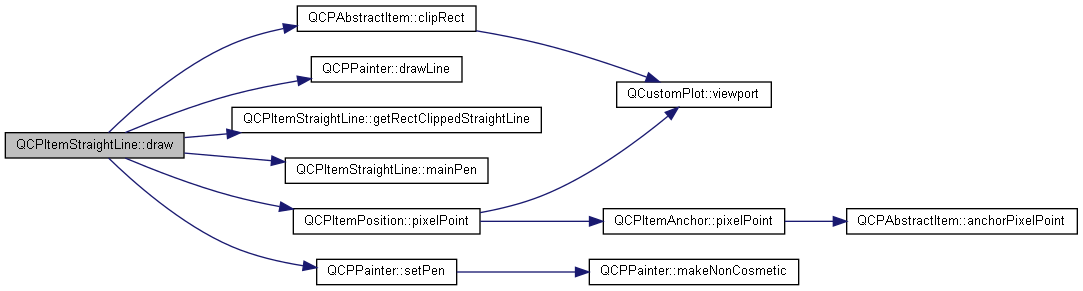 QCPAbstractItem::clipRect
QCPPainter::drawLine
QCustomPlot::viewport
QCPItemStraightLine::getRectClippedStraightLine
QCPItemStraightLine::draw
QCPItemStraightLine::mainPen
QCPItemPosition::pixelPoint
QCPItemAnchor::pixelPoint
QCPAbstractItem::anchorPixelPoint
QCPPainter::setPen
QCPPainter::makeNonCosmetic